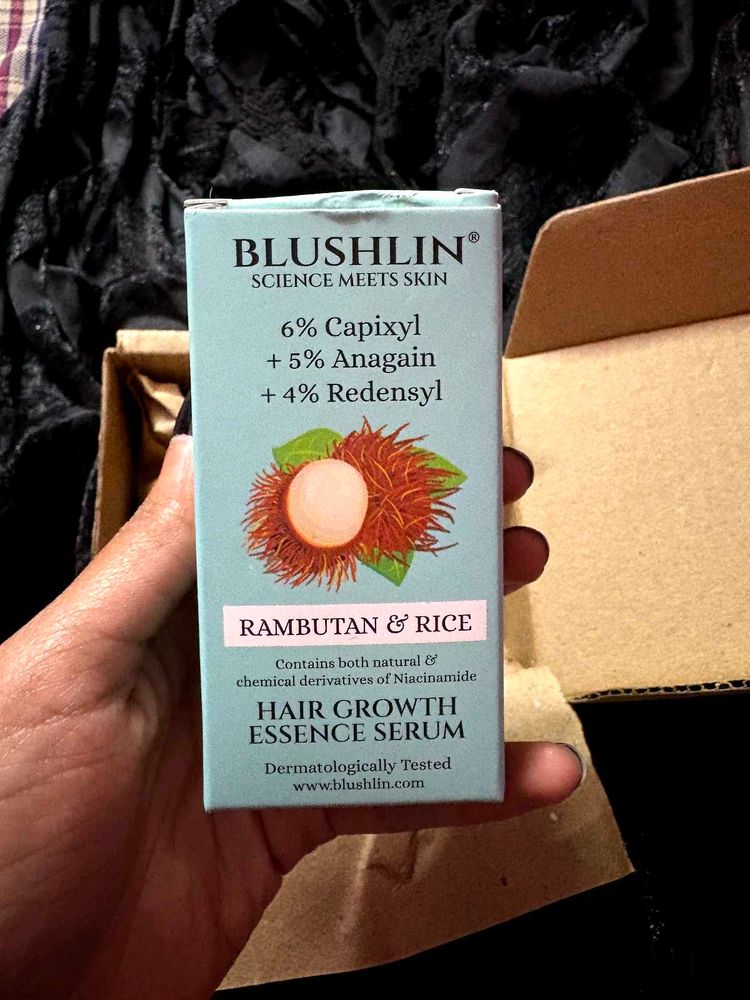 BLUSHLIN®
SCIENCE MEETS SKIN
6% Capixyl
+ 5% Anagain
+ 4% Redensyl
RAMBUTAN & RICE
Contains both natural &
chemical derivatives of Niacinamide
HAIR GROWTH
ESSENCE SERUM
Dermatologically Tested
www.blushlin.com